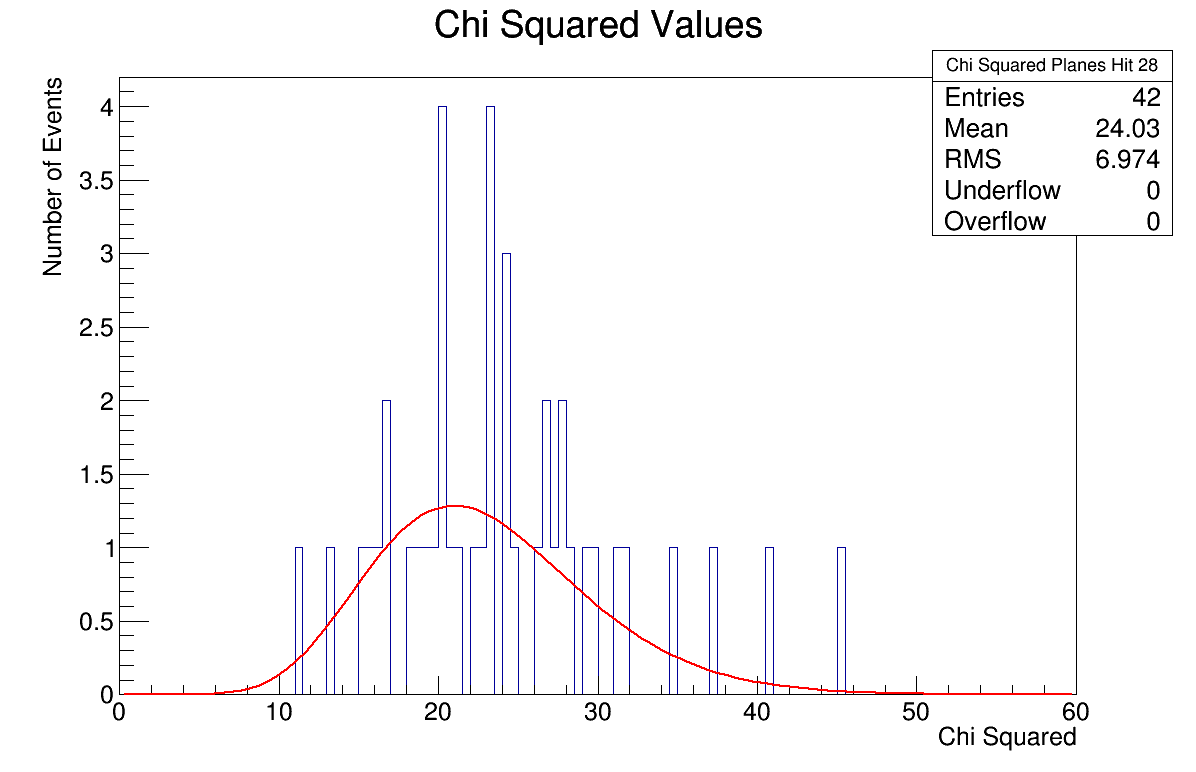 Chi Squared Values
Chi Squared Planes Hit 28
Entries 42
Mean 24.03
RMS 6.974
Underflow 0
Overflow 0
Number of Events
4
3.5
3
2.5
2
1.5
1
0.5
0
0 10 20 30 40 50 60
Chi Squared